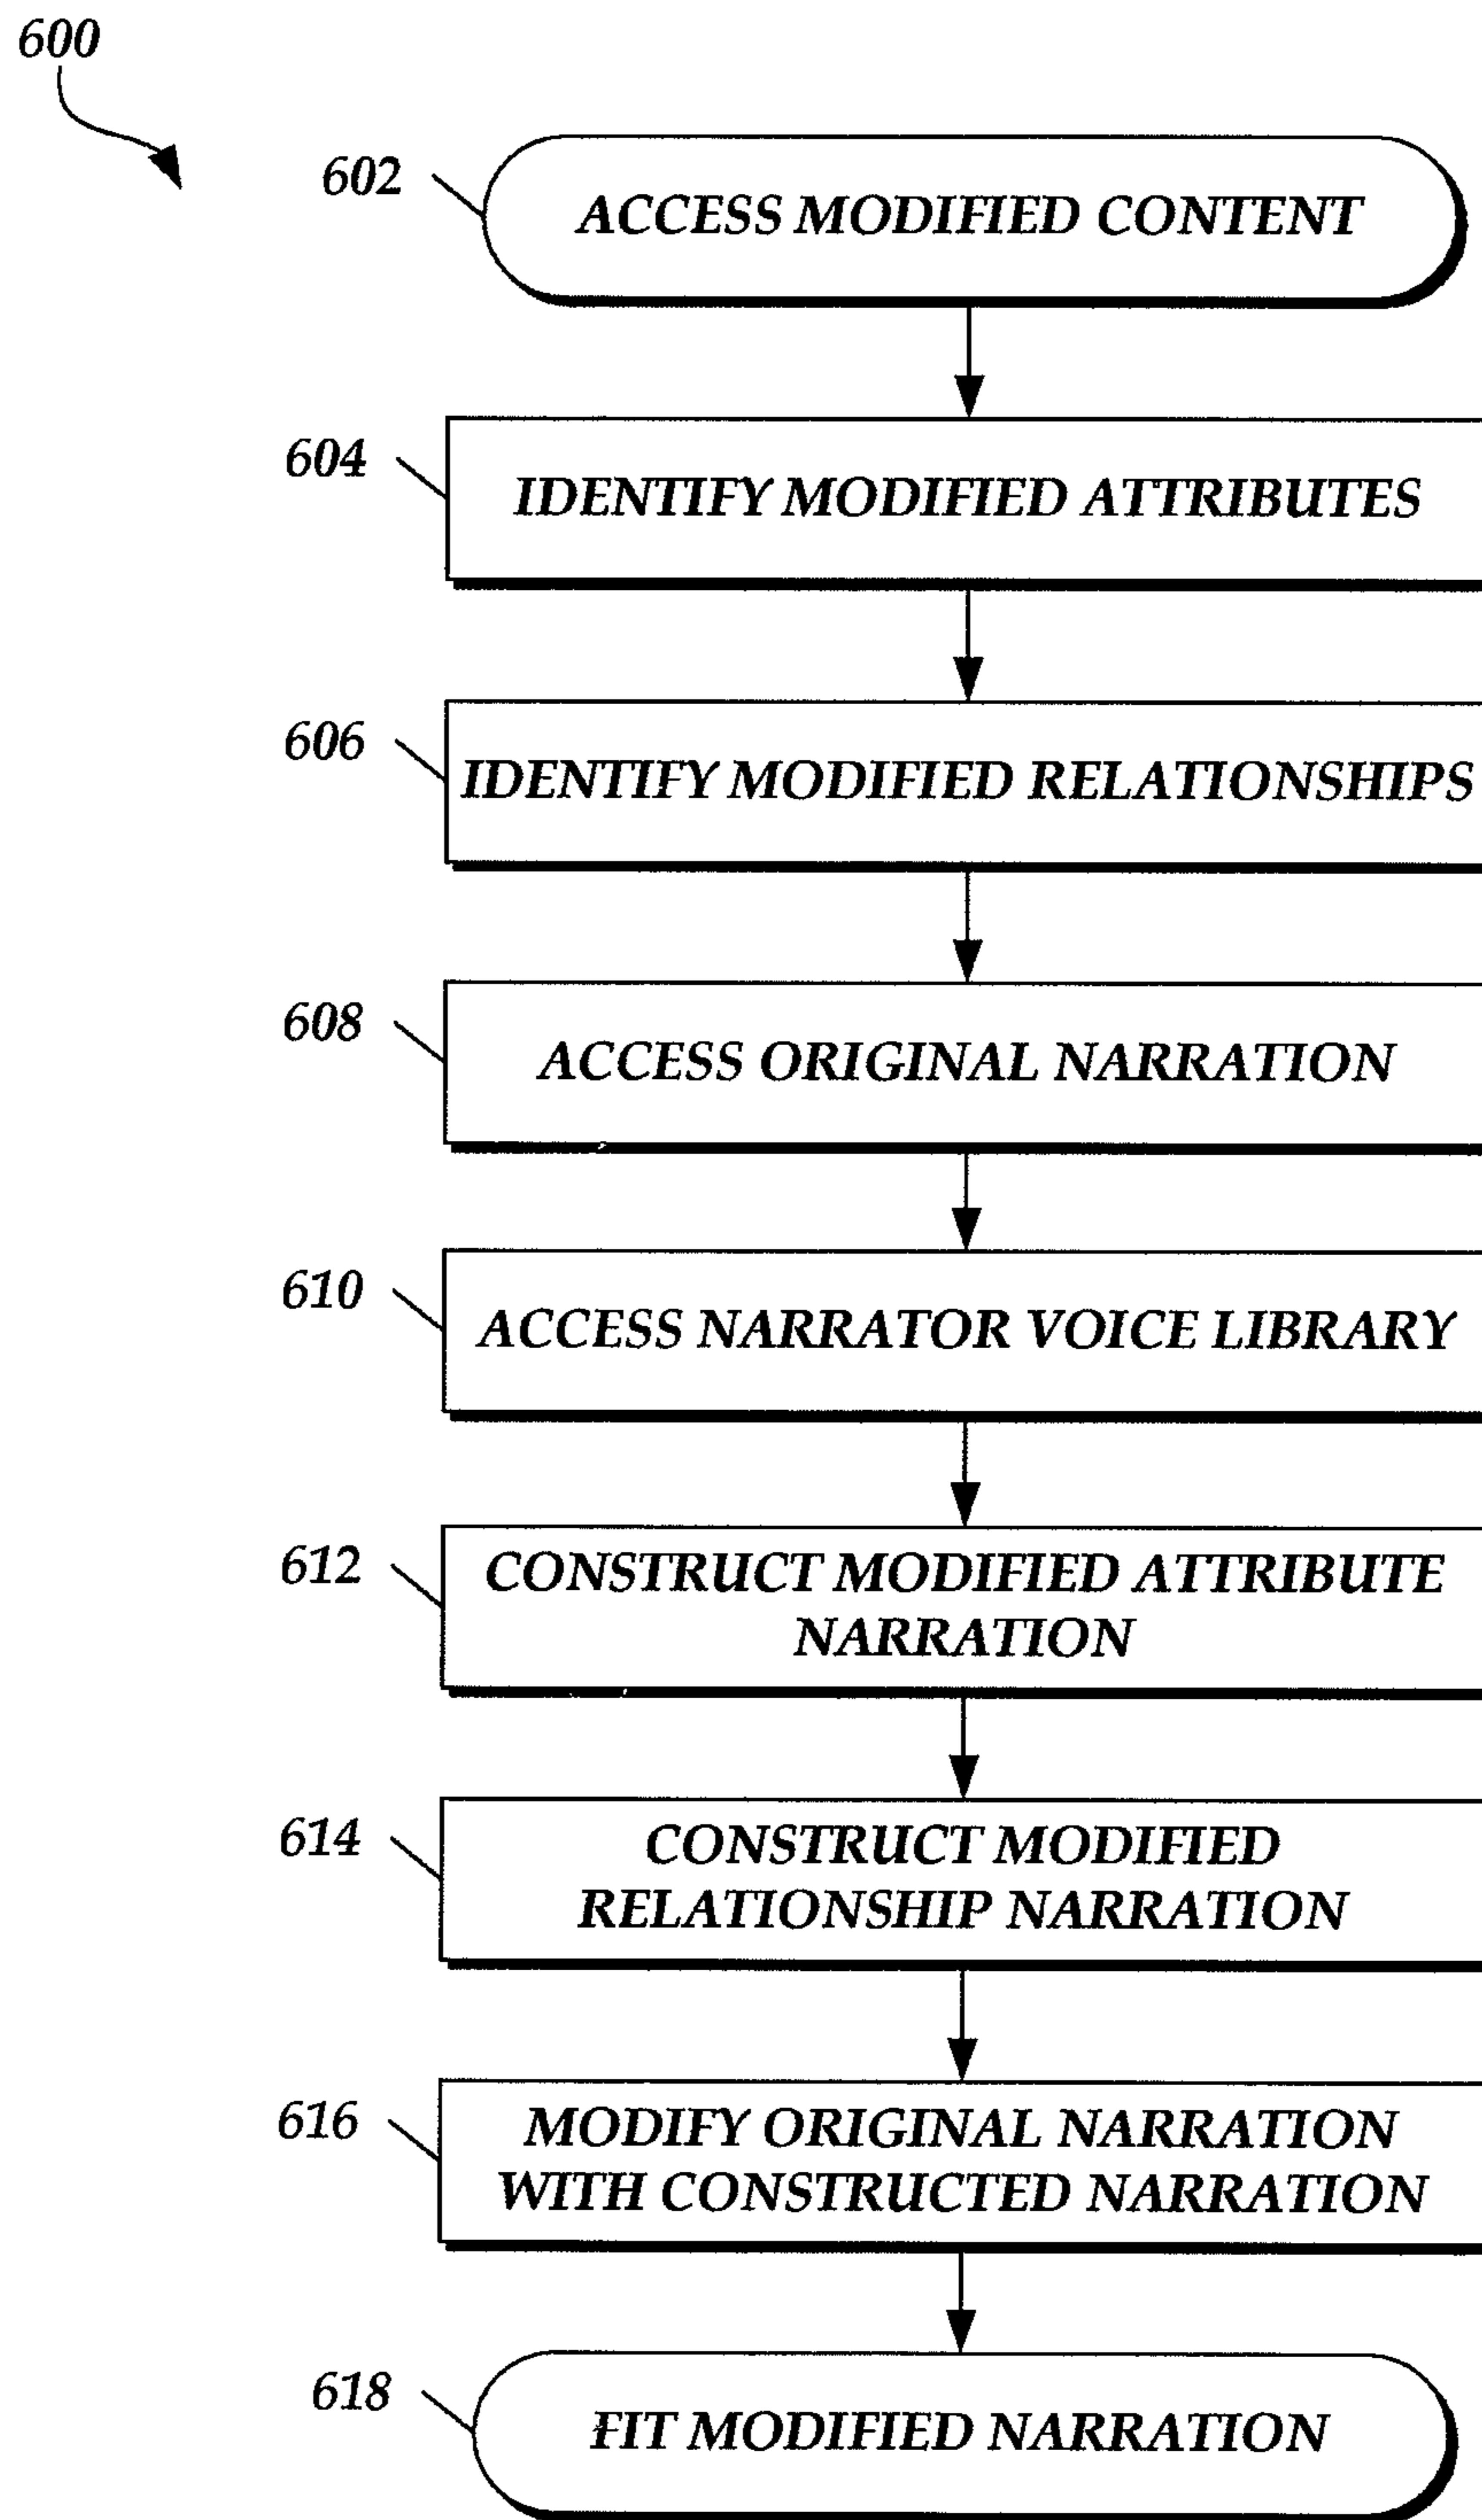 600
602
ACCESS MODIFIED CONTENT
604
IDENTIFY MODIFIED ATTRIBUTES
606
IDENTIFY MODIFIED RELATIONSHIPS
608
ACCESS ORIGINAL NARRATION
610
ACCESS NARRATOR VOICE LIBRARY
612
CONSTRUCT MODIFIED ATTRIBUTE
NARRATION
614
CONSTRUCT MODIFIED
RELATIONSHIP NARRATION
616
MODIFY ORIGINAL NARRATION
WITH CONSTRUCTED NARRATION
618
FIT MODIFIED NARRATION